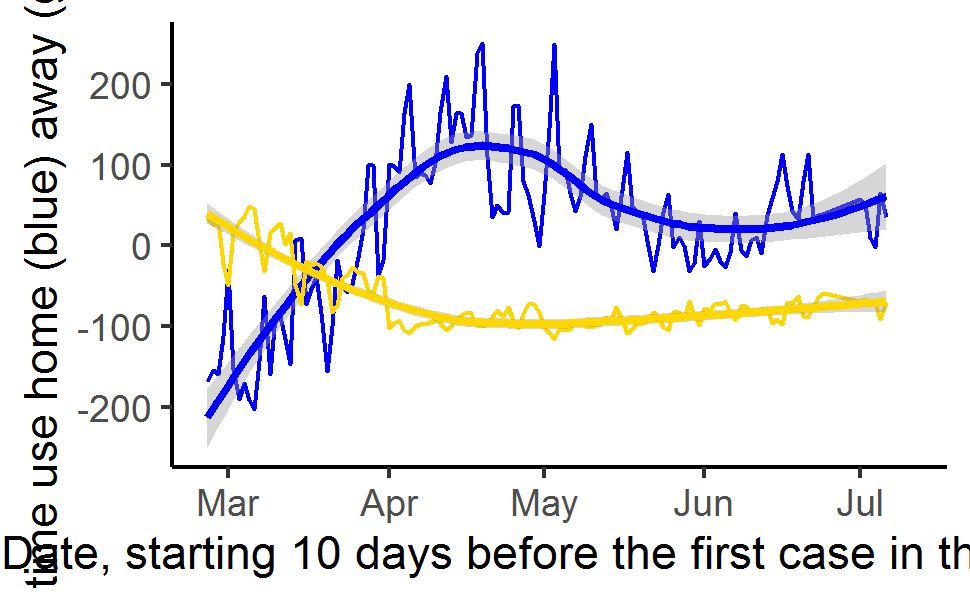 time use home (blue) away (
200
100
0
-100
-200
Mar Apr May Jun Jul
Date, starting 10 days before the first case in th